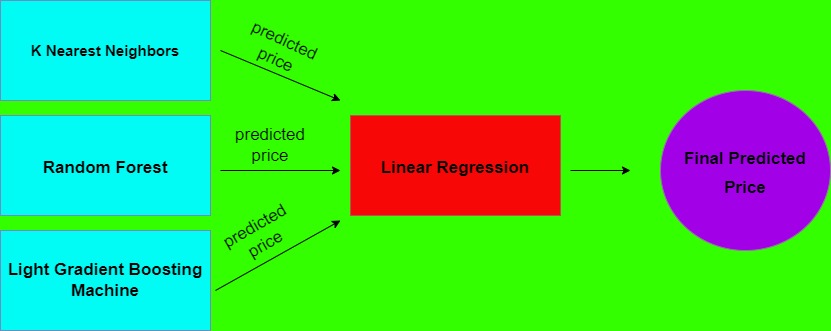 K Nearest Neighbors
predicted
price
Random Forest
predicted
price
Light Gradient Boosting
Machine
predicted
price
Linear Regression
Final Predicted
Price